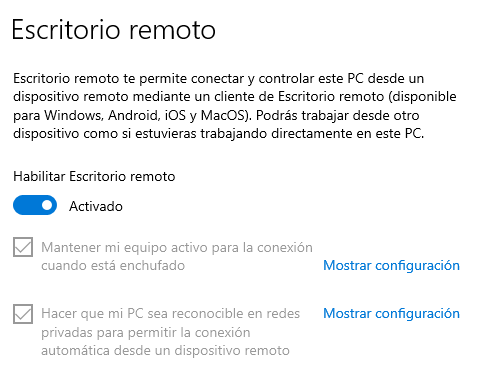 Escritorio remoto
Escritorio remoto te permite conectar y controlar este PC desde un
dispositivo remoto mediante un cliente de Escritorio remoto (disponible
para Windows, Android, iOS y MacOS). Podrás trabajar desde otro
dispositivo como si estuvieras trabajando directamente en este PC.
Habilitar Escritorio remoto
Activado
Mantener mi equipo activo para la conexión
cuando está enchufado
Mostrar configuración
Hacer que mi PC sea reconocible en redes
privadas para permitir la conexión
automática desde un dispositivo remoto
Mostrar configuración